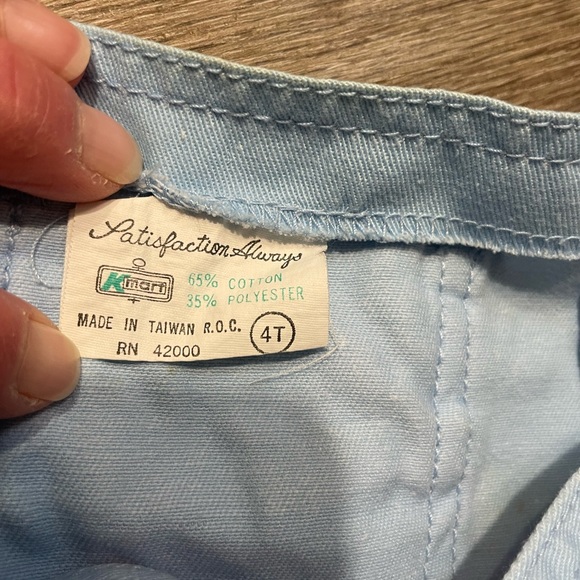 Satisfaction Always
Kmart
65% COTTON
35% POLYESTER
MADE IN TAIWAN R.O.C.
RN 42000
4T